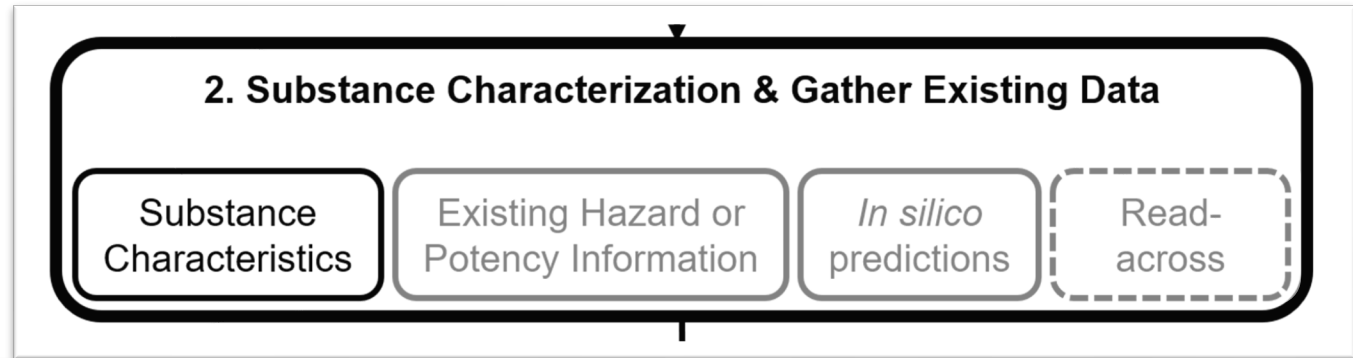 2. Substance Characterization & Gather Existing Data
Substance
Characteristics
Existing Hazard or
Potency Information
In silico
predictions
Read-
across